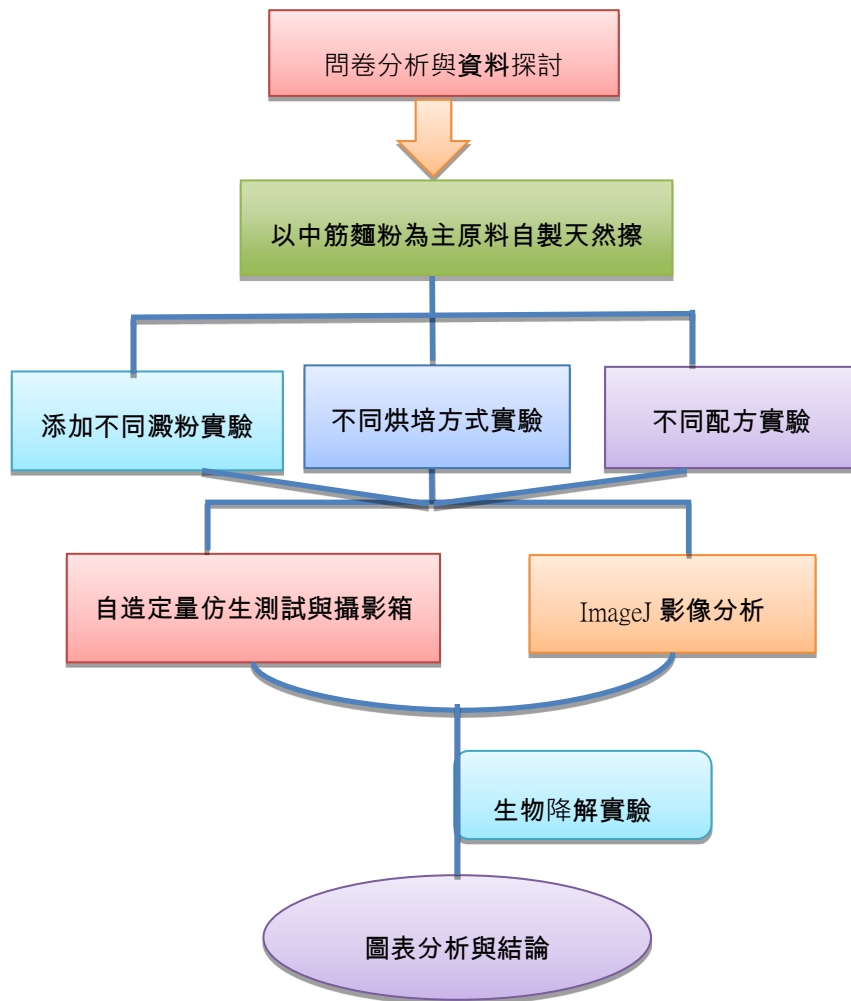 問卷分析與資料探討
以中筋麵粉為主原料自製天然擦
添加不同澱粉實驗
不同烘培方式實驗
不同配方實驗
自造定量仿生測試與攝影箱
ImageJ 影像分析
生物降解實驗
圖表分析與結論